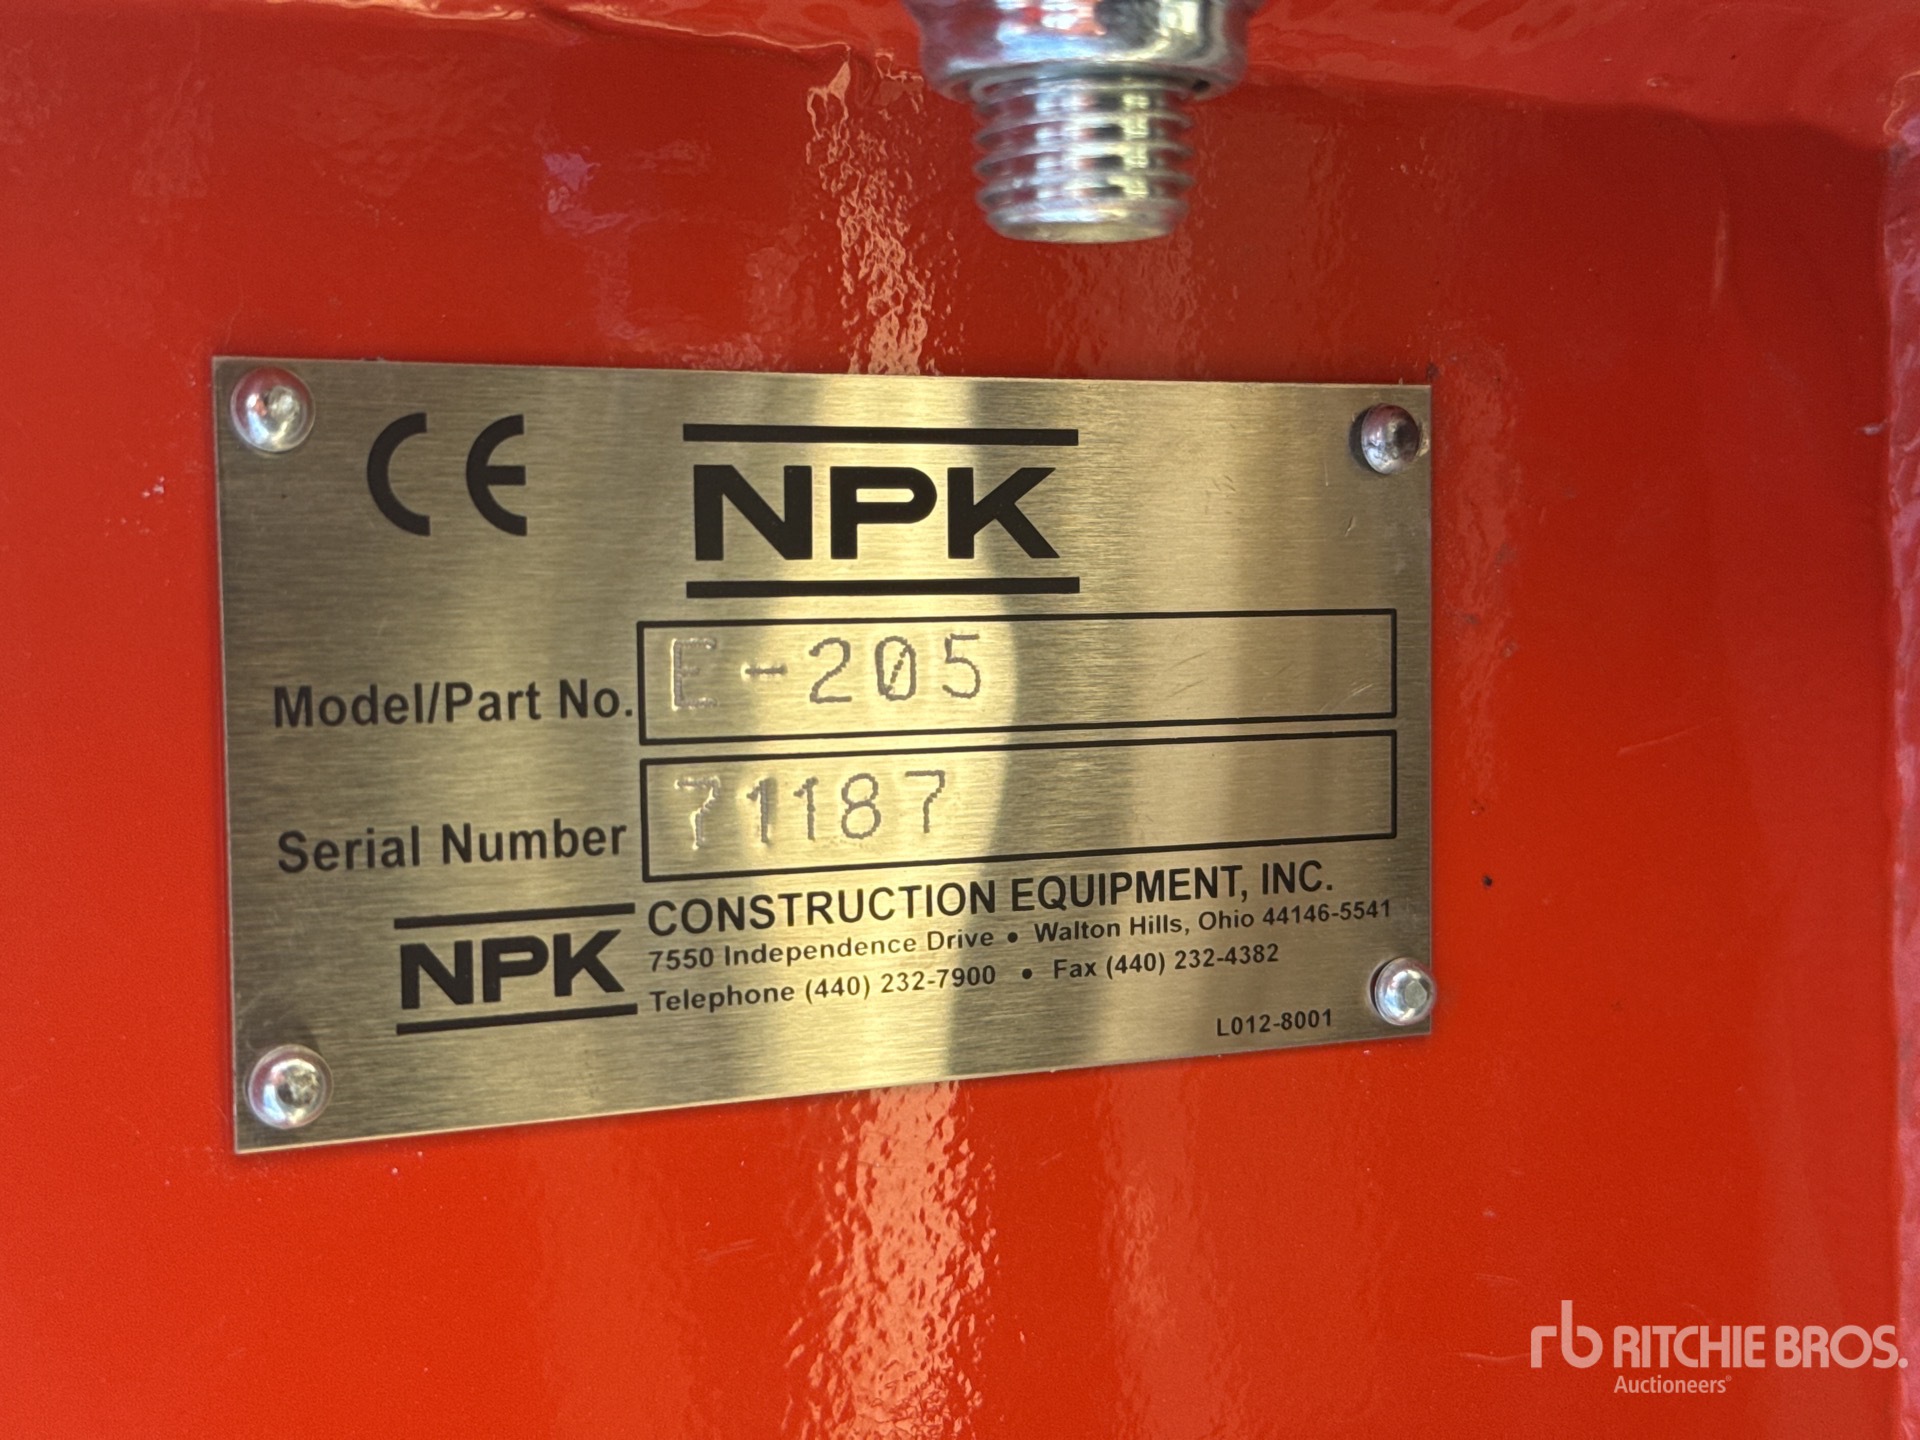 CE NPK
Model/Part No. E-205
Serial Number 71187
NPK CONSTRUCTION EQUIPMENT, INC.
7550 Independence Drive • Walton Hills, Ohio 44146-5541
Telephone (440) 232-7900 • Fax (440) 232-4382
L012-8001
rb RITCHIE BROS.
Auctioneers